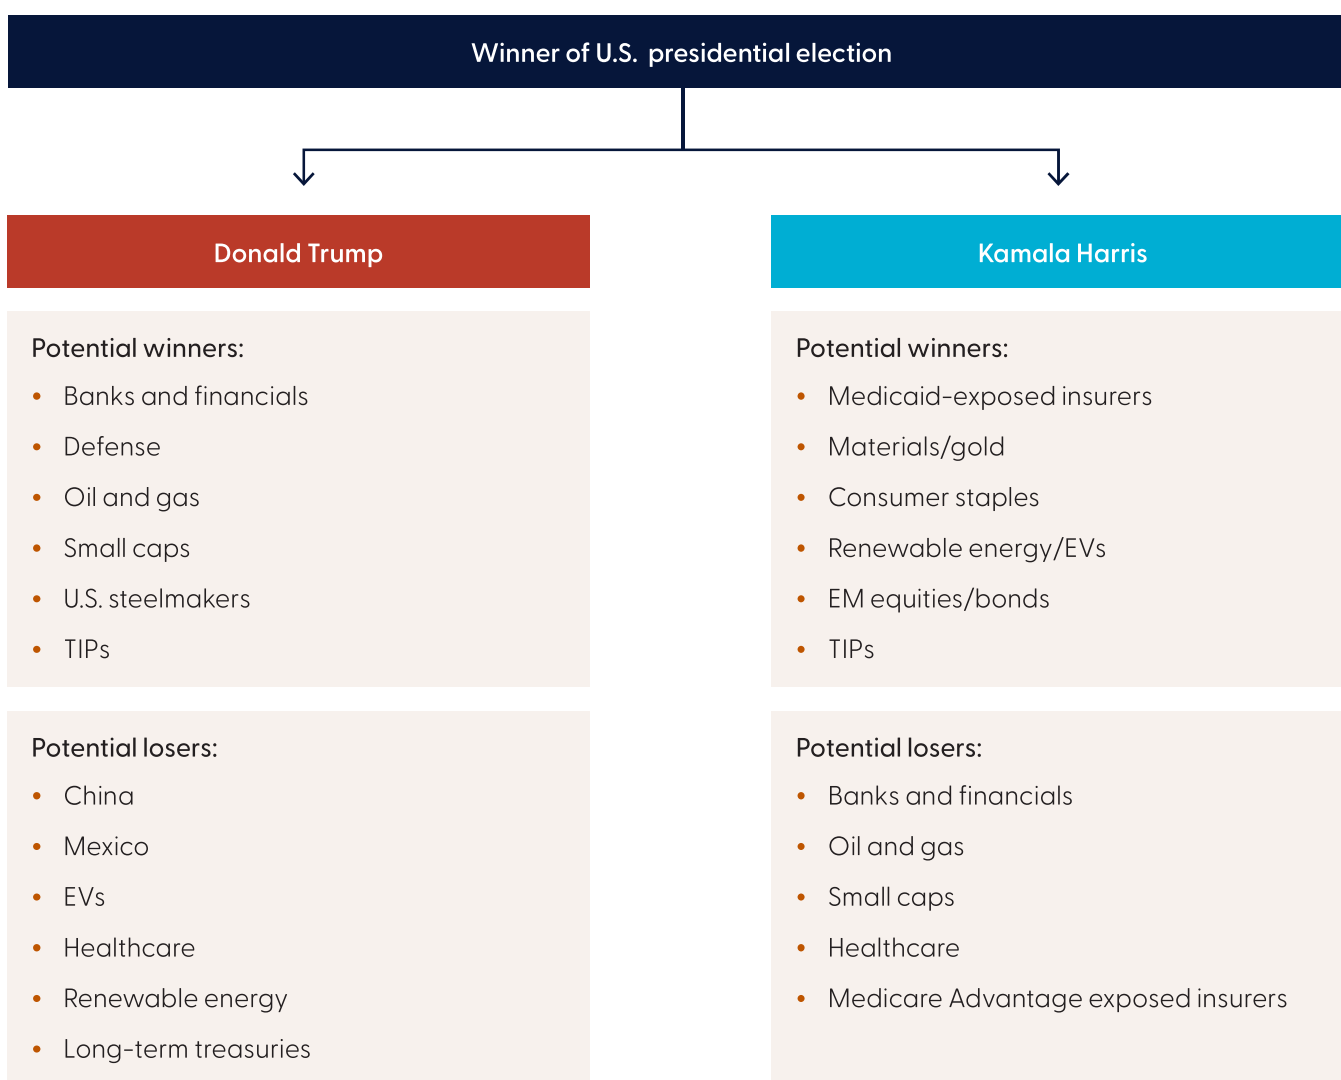 Winner of U.S. presidential election
Donald Trump
Potential winners:
• Banks and financials
• Defense
• Oil and gas
• Small caps
• U.S. steelmakers
• TIPs
Potential losers:
• China
• Mexico
• EVs
• Healthcare
• Renewable energy
• Long-term treasuries
Kamala Harris
Potential winners:
• Medicaid-exposed insurers
• Materials/gold
• Consumer staples
• Renewable energy/EVs
• EM equities/bonds
• TIPs
Potential losers:
• Banks and financials
• Oil and gas
• Small caps
• Healthcare
• Medicare Advantage exposed insurers